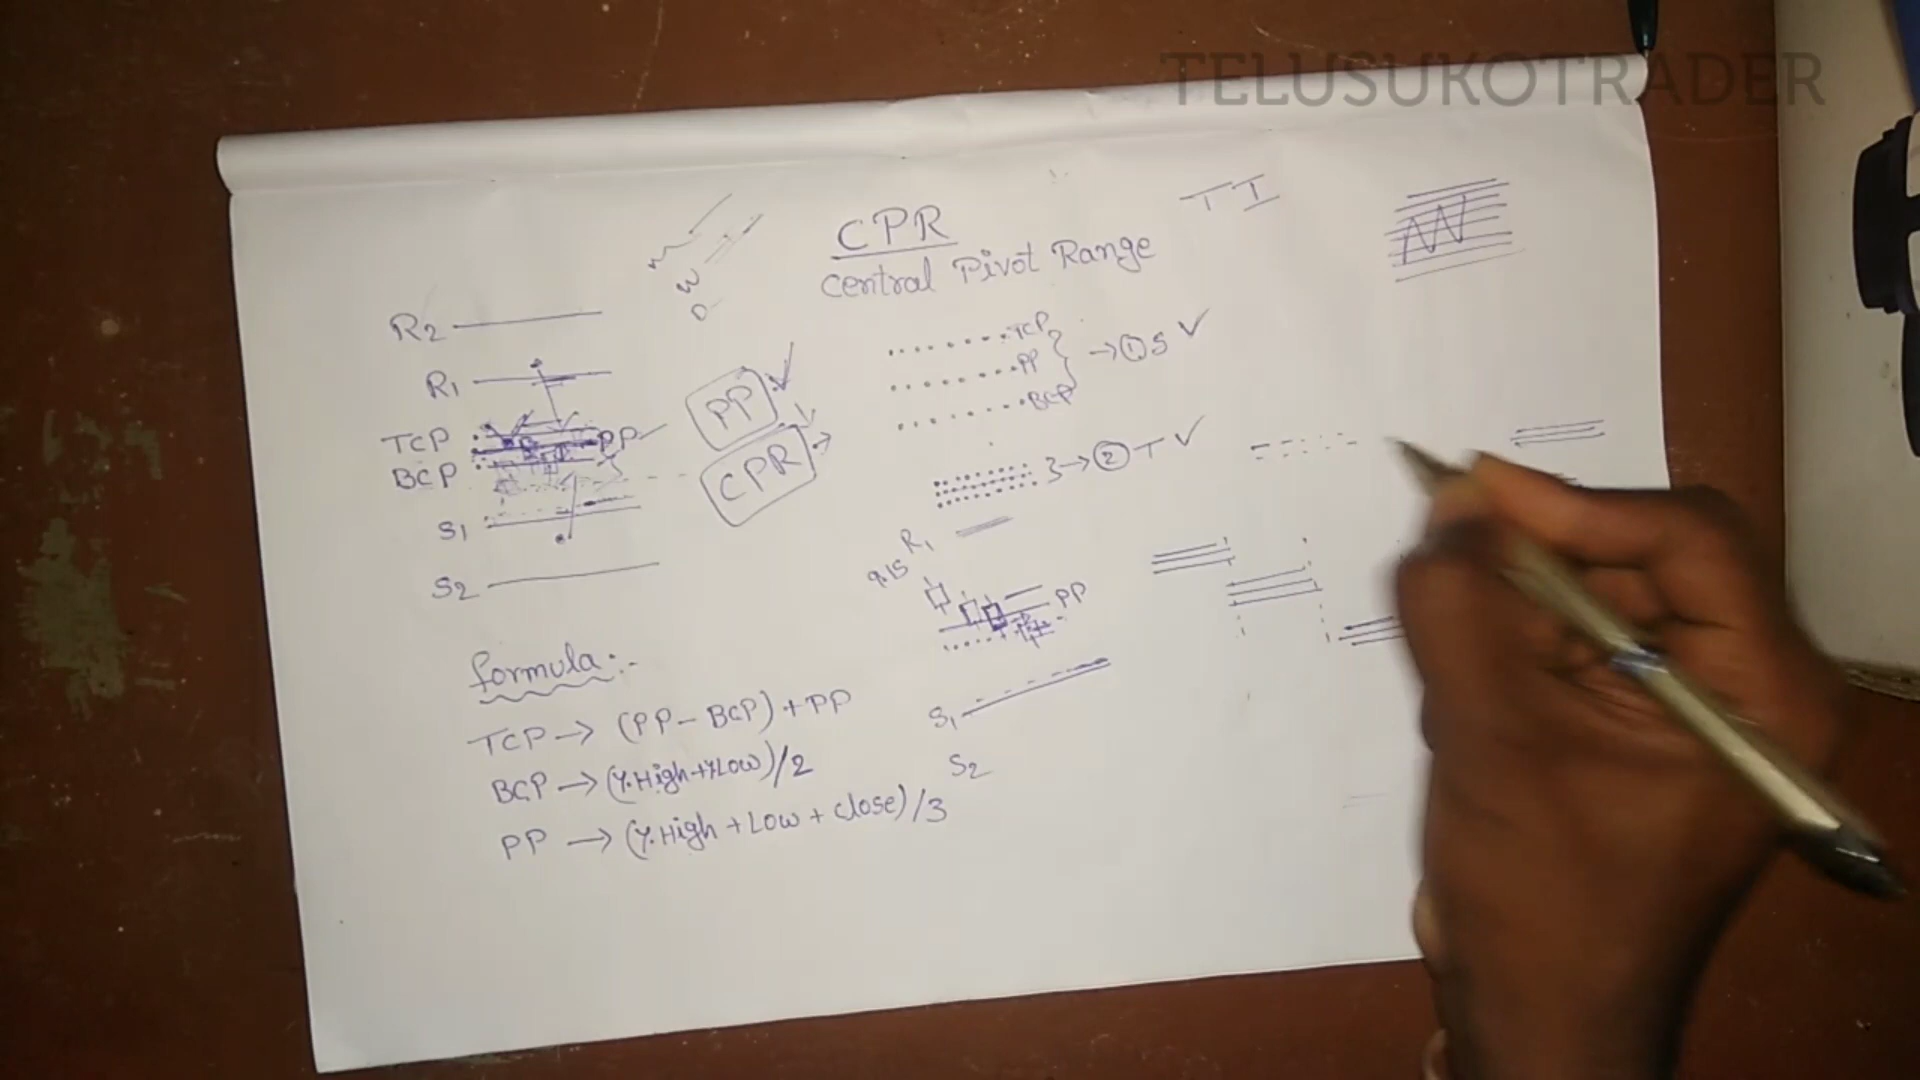 TELUSUKOTRADER
CPR
Central Pivot Range
TI
W
D
R2
R1
TCP
PP
BCP
S1
S2
PP
CPR
TCP
PP
BCP
→ ① S ✓
→ ② T ✓
R1
9.15
PP
S1
S2
formula:-
TCP → (PP - BCP) + PP
BCP → (Y.High+YLow)/2
PP → (Y.High + Low + Close)/3